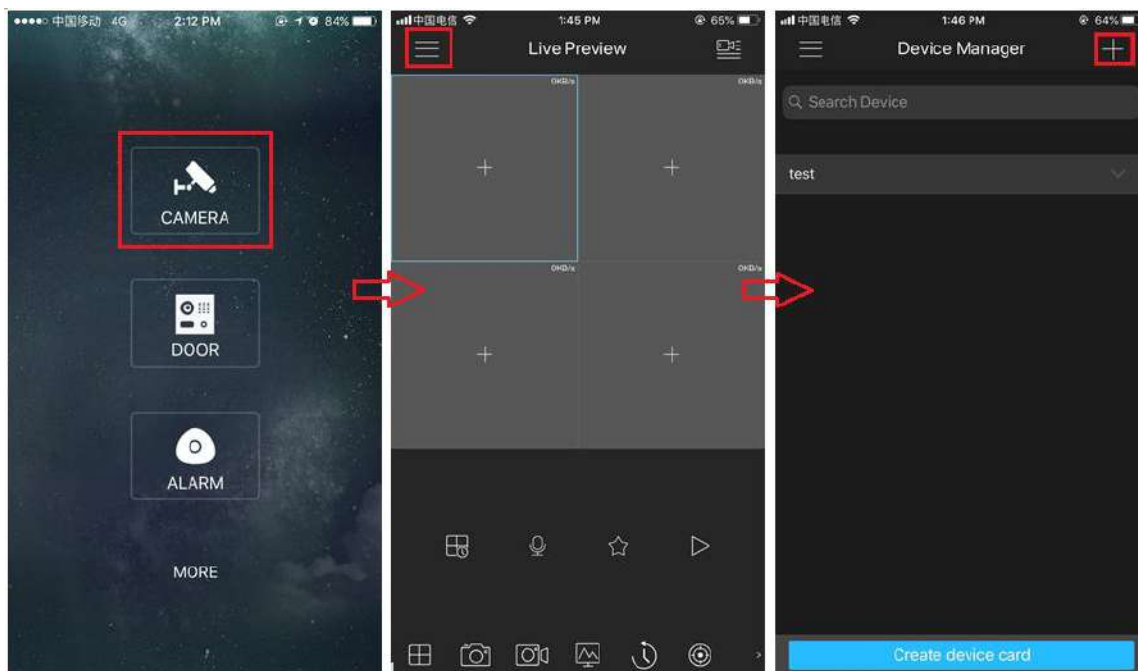 中国移动 4G 2:12 PM 84%
CAMERA
DOOR
ALARM
MORE
中国电信 1:45 PM 65%
Live Preview
0KB/s 0KB/s
0KB/s 0KB/s
中国电信 1:46 PM 64%
Device Manager
Search Device
test
Create device card